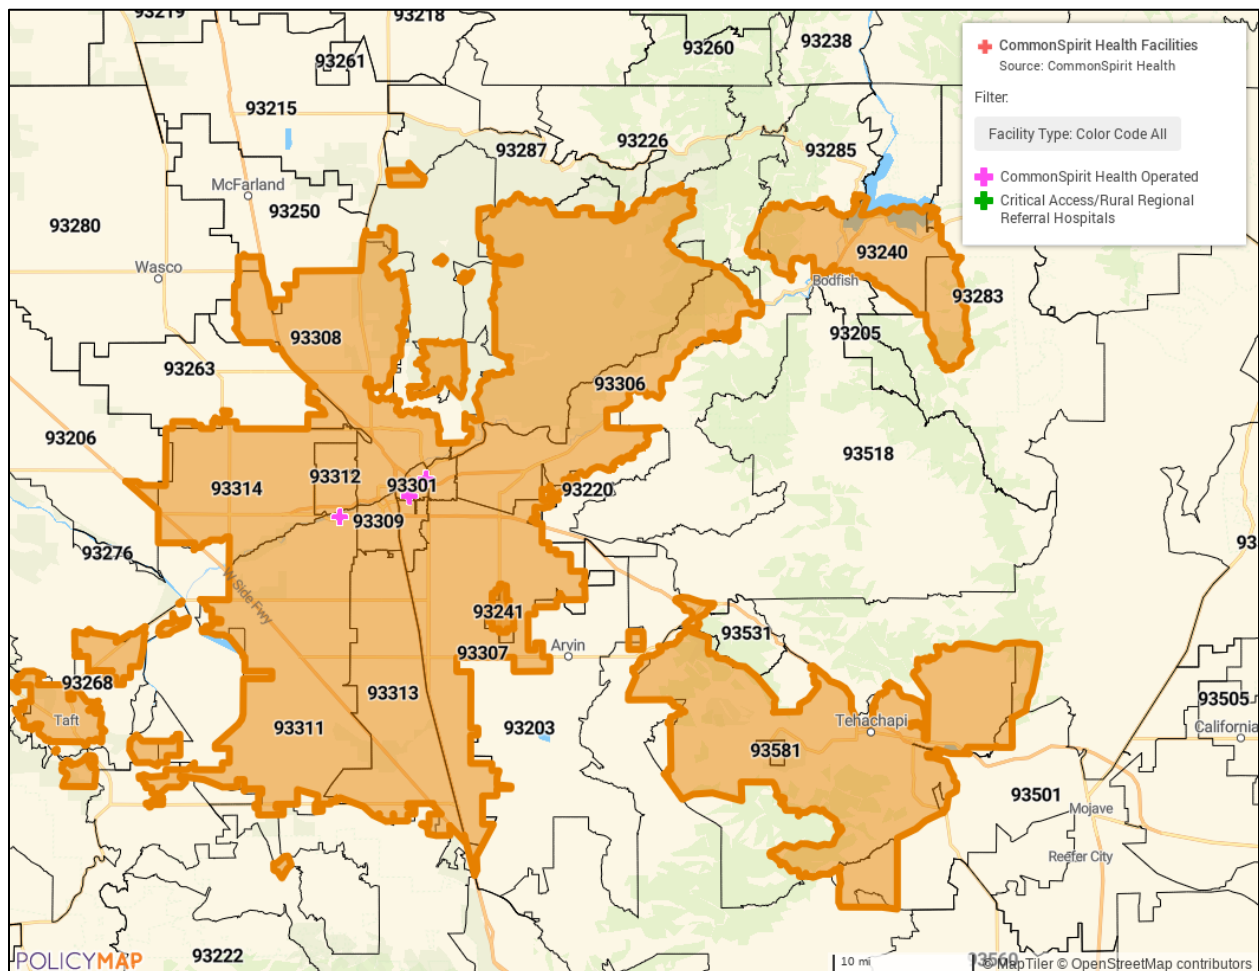 93219
93218
93260
93238
93261
93215
93226
93287
93285
McFarland
93250
93280
Wasco
93240
Bodfish
93283
93308
93205
93263
93306
93206
93518
93312
93301
93314
93220
93309
93276
W Side Fwy
93241
93531
Arvin
93307
93268
93313
93505
Taft
California
Tehachapi
93311
93203
93581
93501
Mojave
Reefer City
93222
93560
CommonSpirit Health Facilities
Source: CommonSpirit Health
Filter:
Facility Type: Color Code All
CommonSpirit Health Operated
Critical Access/Rural Regional
Referral Hospitals
POLICYMAP
10 mi
© MapTiler © OpenStreetMap contributors